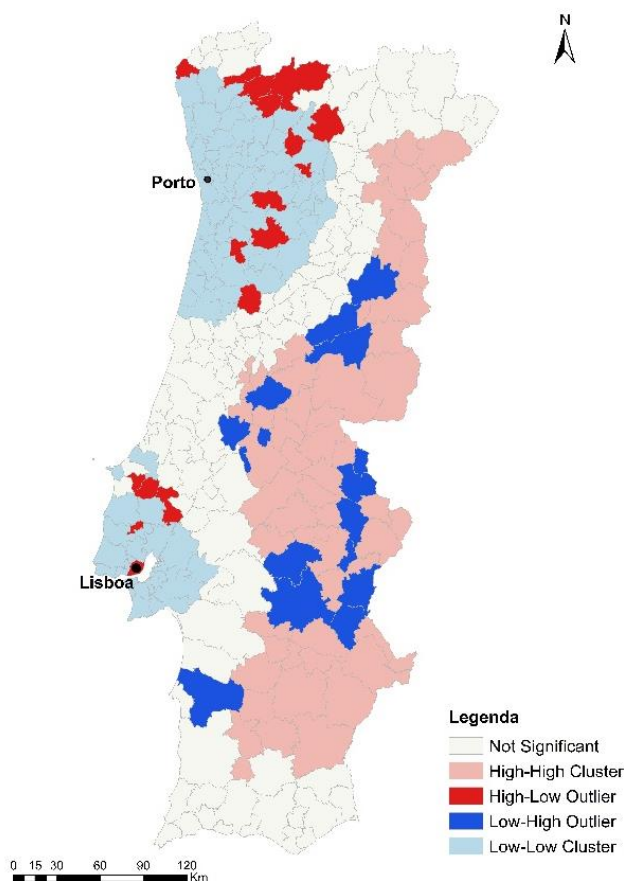 N
Porto
Lisboa
Legenda
Not Significant
High-High Cluster
High-Low Outlier
Low-High Outlier
Low-Low Cluster
0 15 30 60 90 120
Km